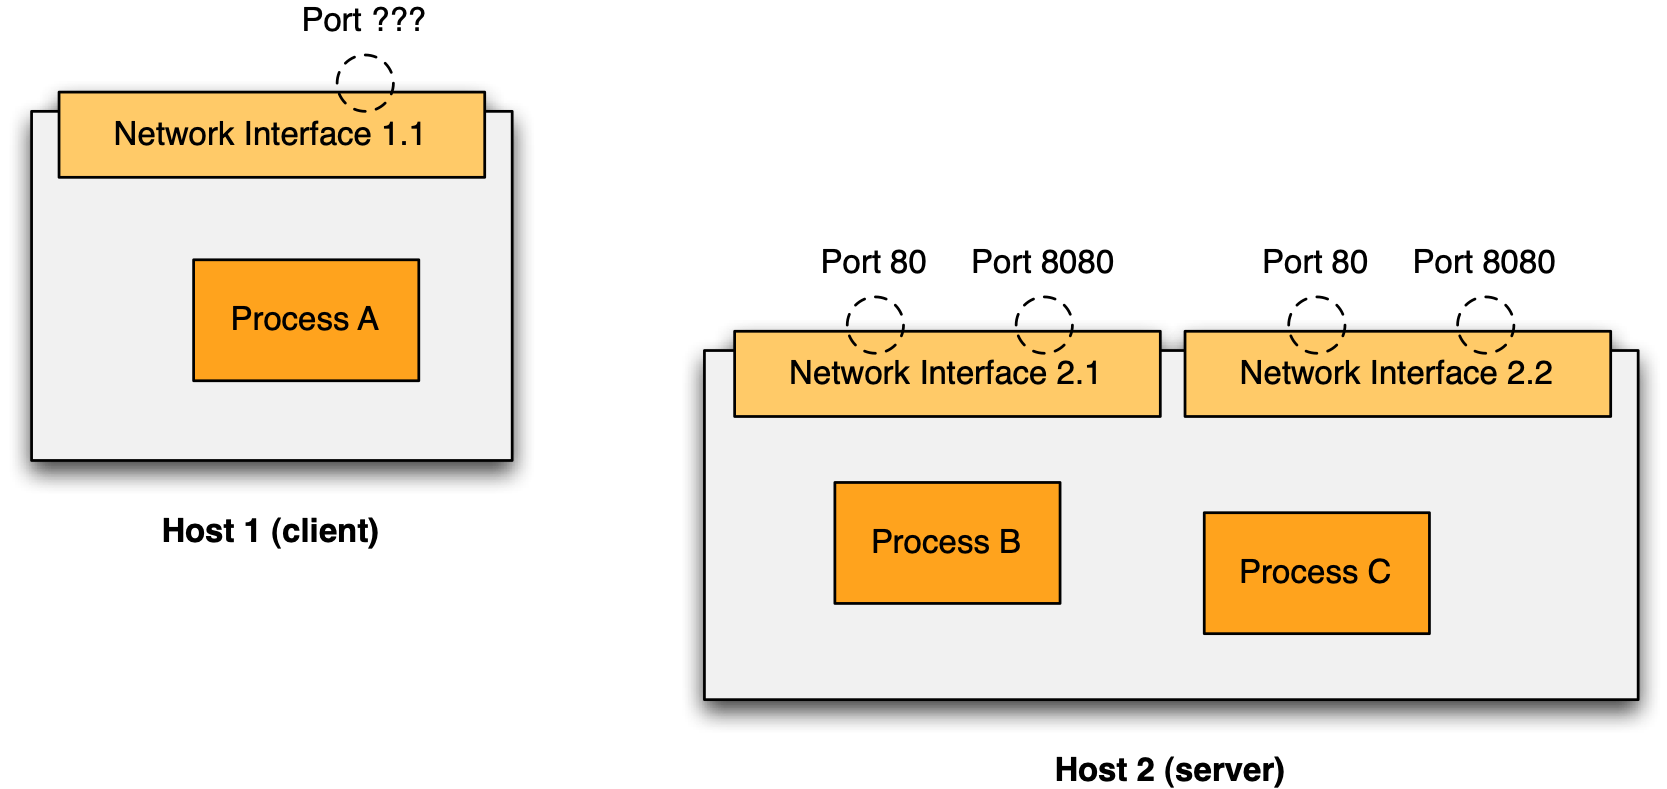 Port ???
Network Interface 1.1
Process A
Host 1 (client)
Port 80
Port 8080
Port 80
Port 8080
Network Interface 2.1
Network Interface 2.2
Process B
Process C
Host 2 (server)